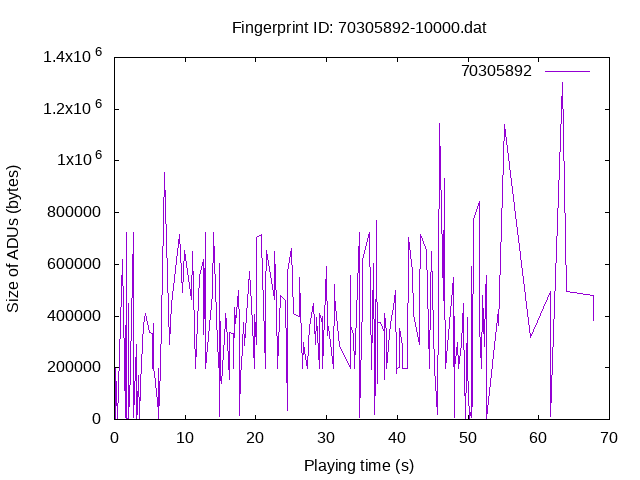 Fingerprint ID: 70305892-10000.dat
1.4x10^6
70305892
1.2x10^6
1x10^6
800000
600000
400000
200000
0
Size of ADUs (bytes)
0 10 20 30 40 50 60 70
Playing time (s)